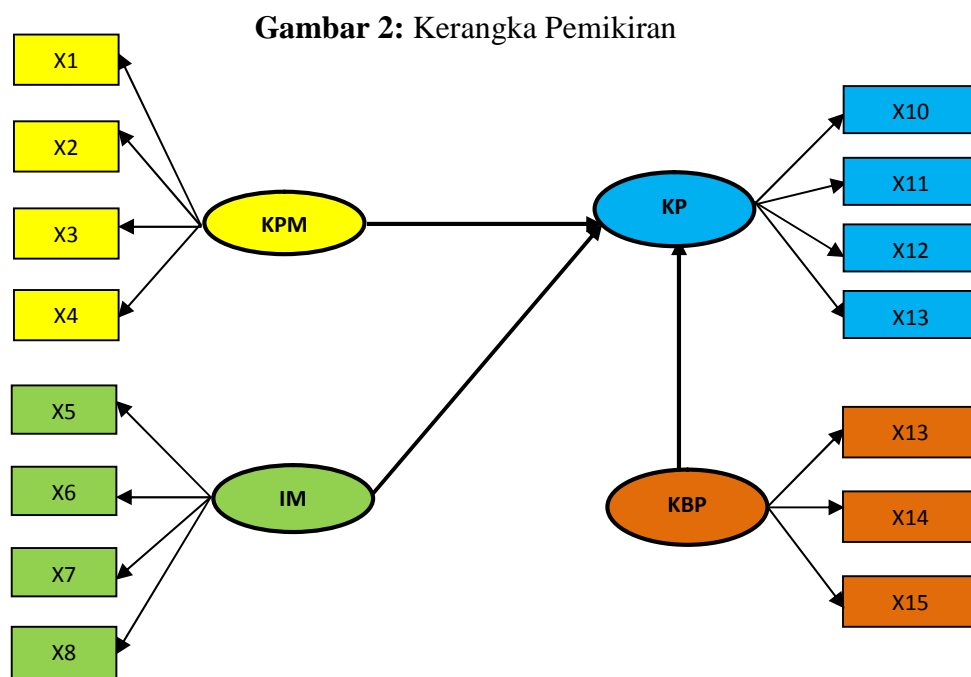 Gambar 2: Kerangka Pemikiran
X1
X2
X3
X4
KPM
KP
X10
X11
X12
X13
X5
X6
X7
X8
IM
KBP
X13
X14
X15